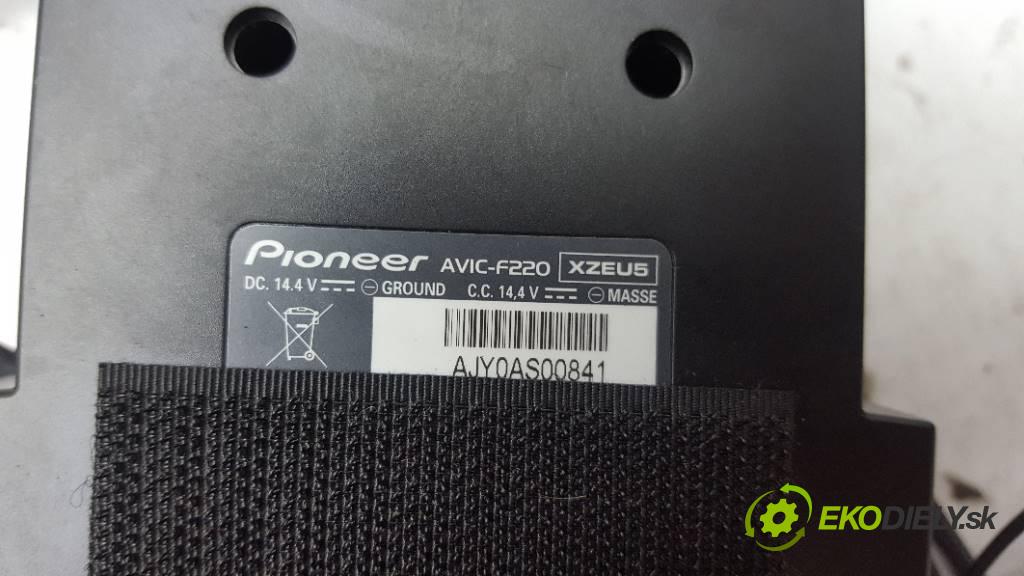 Pioneer AVIC-F220 XZEU5
DC. 14.4 V GROUND C.C. 14,4 V MASSE
AJY0AS00841
EKODIELY.sk